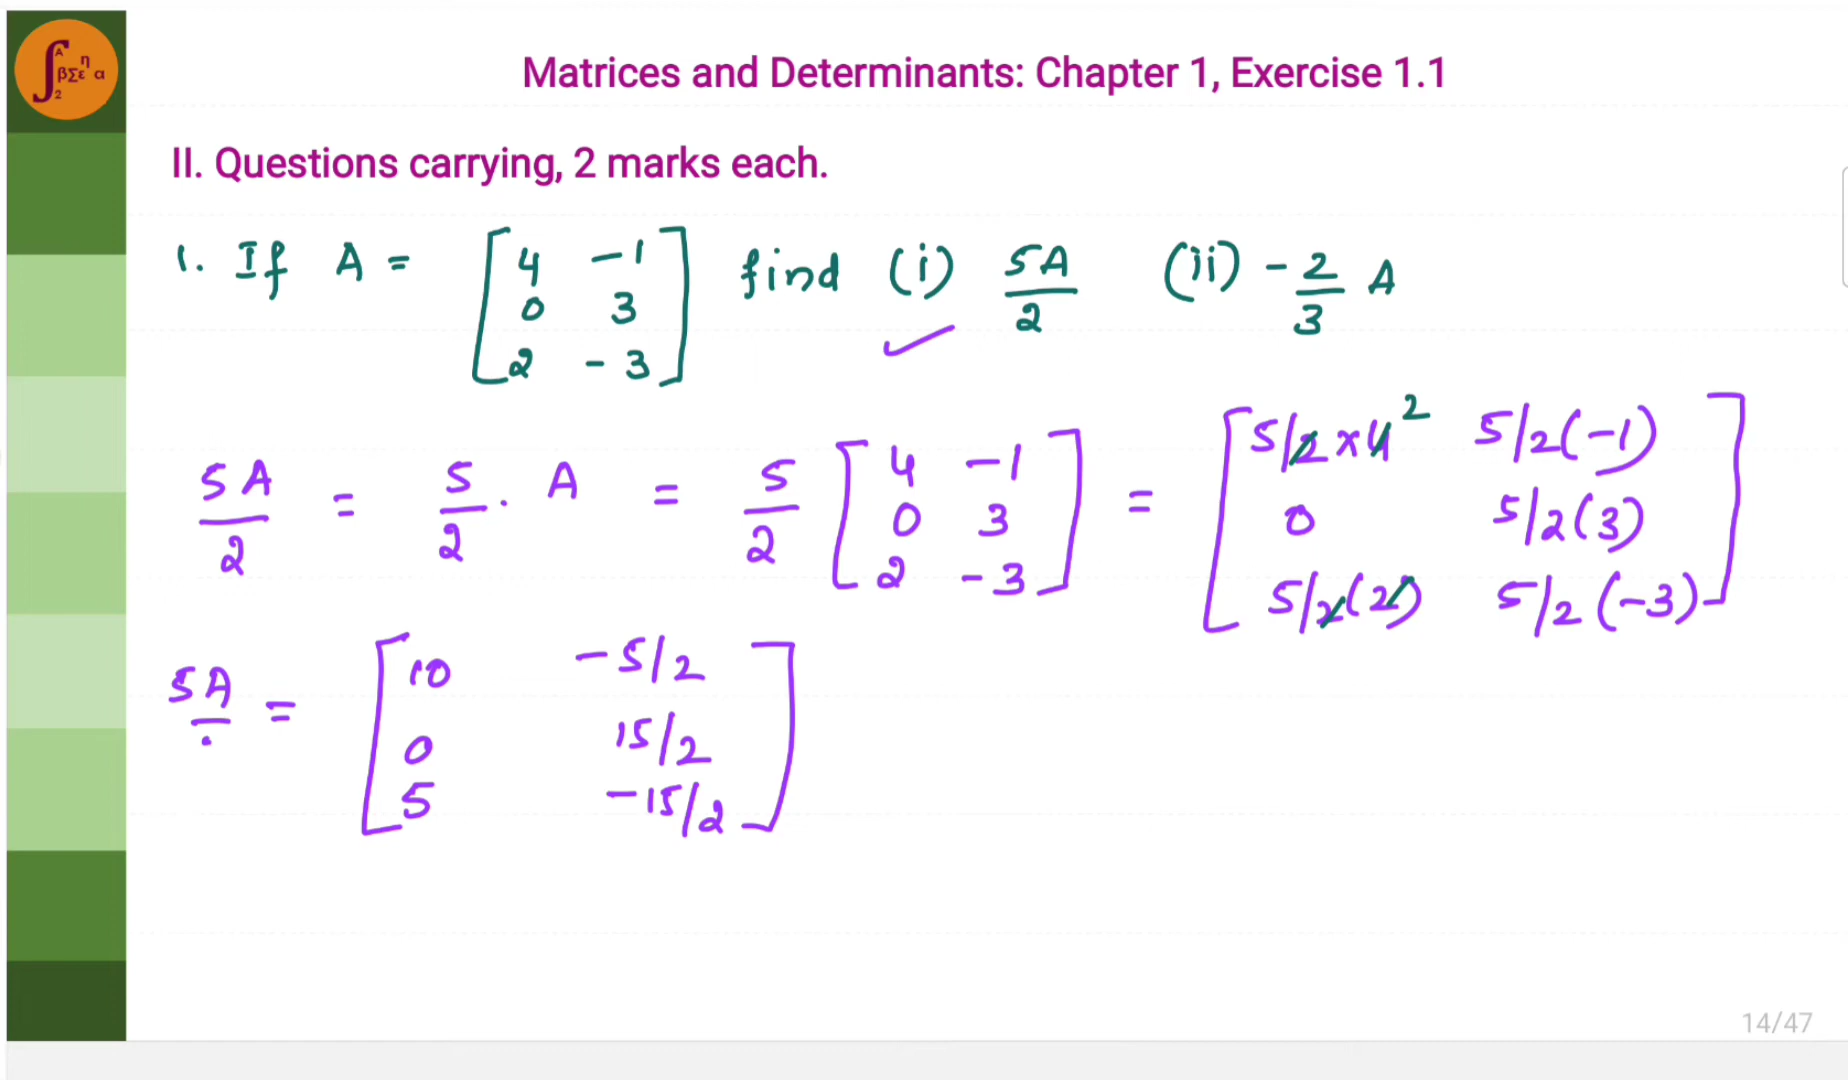 Matrices and Determinants: Chapter 1, Exercise 1.1
II. Questions carrying, 2 marks each.
1. If A = [4 -1; 0 3; 2 -3] find (i) 5A/2 (ii) -2/3 A
5A/2 = 5/2 . A = 5/2 [4 -1; 0 3; 2 -3] = [5/2 ×4 2 5/2(-1); 0 5/2(3); 5/2(2) 5/2(-3)]
5A/. = [10 -5/2; 0 15/2; 5 -15/2]
14/47